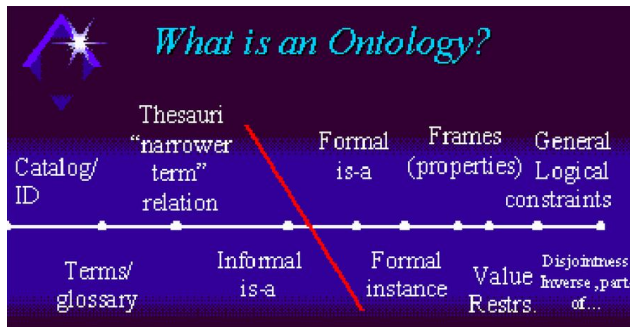 What is an Ontology?
Catalog/
ID
Thesauri
“narrower
term”
relation
Formal
is-a
Frames
(properties)
General
Logical
constraints
Terms/
glossary
Informal
is-a
Formal
instance
Value
Restrs.
Disjointness
Inverse,part
of...